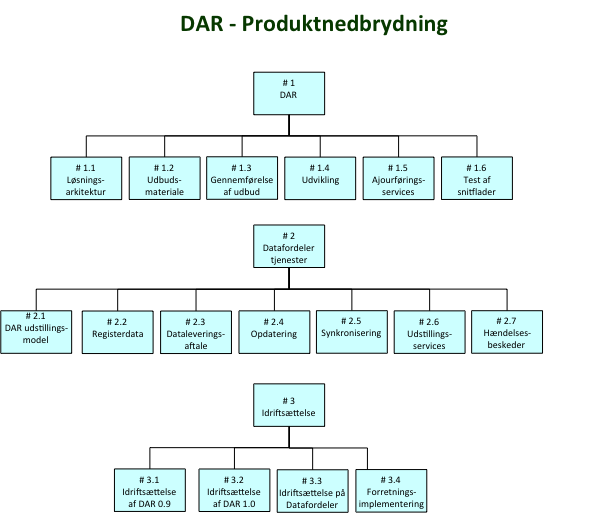 DAR - Produktnedbrydning
# 1
DAR
# 1.1
Løsnings-
arkitektur
# 1.2
Udbuds-
materiale
# 1.3
Gennemførelse
af udbud
# 1.4
Udvikling
# 1.5
Ajourførings-
services
# 1.6
Test af
snitflader
# 2
Datafordeler
tjenester
# 2.1
DAR udstillings-
model
# 2.2
Registerdata
# 2.3
Dataleverings-
aftale
# 2.4
Opdatering
# 2.5
Synkronisering
# 2.6
Udstillings-
services
# 2.7
Hændelses-
beskeder
# 3
Idriftsættelse
# 3.1
Idriftsættelse
af DAR 0.9
# 3.2
Idriftsættelse
af DAR 1.0
# 3.3
Idriftsættelse på
Datafordeler
# 3.4
Forretnings-
implementering